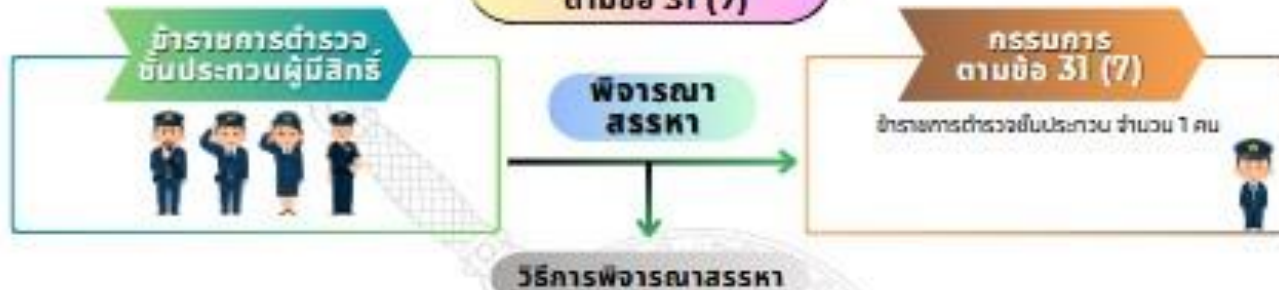 ตามข้อ 31 (7)
ข้าราชการตำรวจ
ชั้นประทวนผู้มีสิทธิ์
พิจารณา
สรรหา
กรรมการ
ตามข้อ 31 (7)
ข้าราชการตำรวจชั้นประทวน จำนวน 1 คน
วิธีการพิจารณาสรรหา